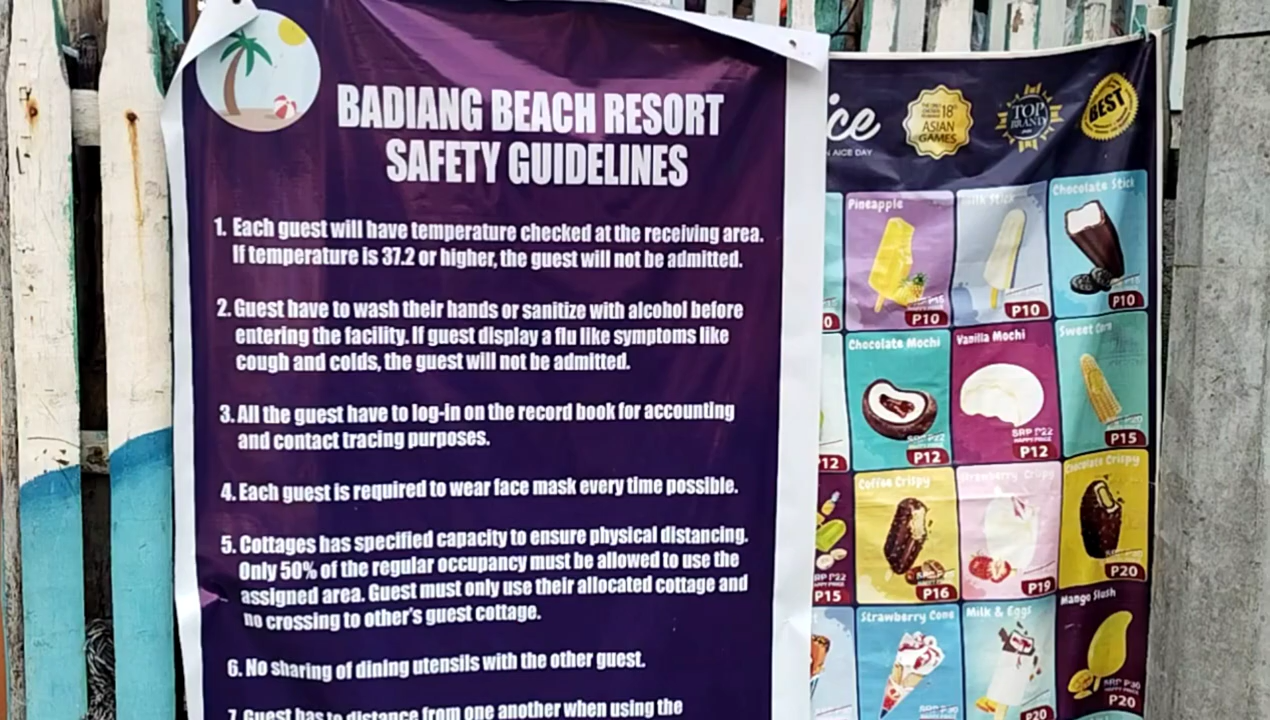 BADIANG BEACH RESORT
SAFETY GUIDELINES
1. Each guest will have temperature checked at the receiving area.
If temperature is 37.2 or higher, the guest will not be admitted.
2. Guest have to wash their hands or sanitize with alcohol before
entering the facility. If guest display a flu like symptoms like
cough and colds, the guest will not be admitted.
3. All the guest have to log-in on the record book for accounting
and contact tracing purposes.
4. Each guest is required to wear face mask every time possible.
5. Cottages has specified capacity to ensure physical distancing.
Only 50% of the regular occupancy must be allowed to use the
assigned area. Guest must only use their allocated cottage and
no crossing to other's guest cottage.
6. No sharing of dining utensils with the other guest.
7. Guest has to distance from one another when using the
ice
AICE DAY
18th
ASIAN
GAMES
TOP
BRAND
BEST
Pineapple
P10
Milk Stick
P10
Chocolate Stick
P10
Chocolate Mochi
SRP P22
P12
Vanilla Mochi
SRP P22
HAPPY PRICE
P12
Sweet Corn
P15
12
Coffee Crispy
P16
Strawberry Crispy
P19
Chocolate Crispy
P20
SRP P22
P15
Strawberry Cone
Milk & Eggs
P20
Mango Slush
SRP P30
P20